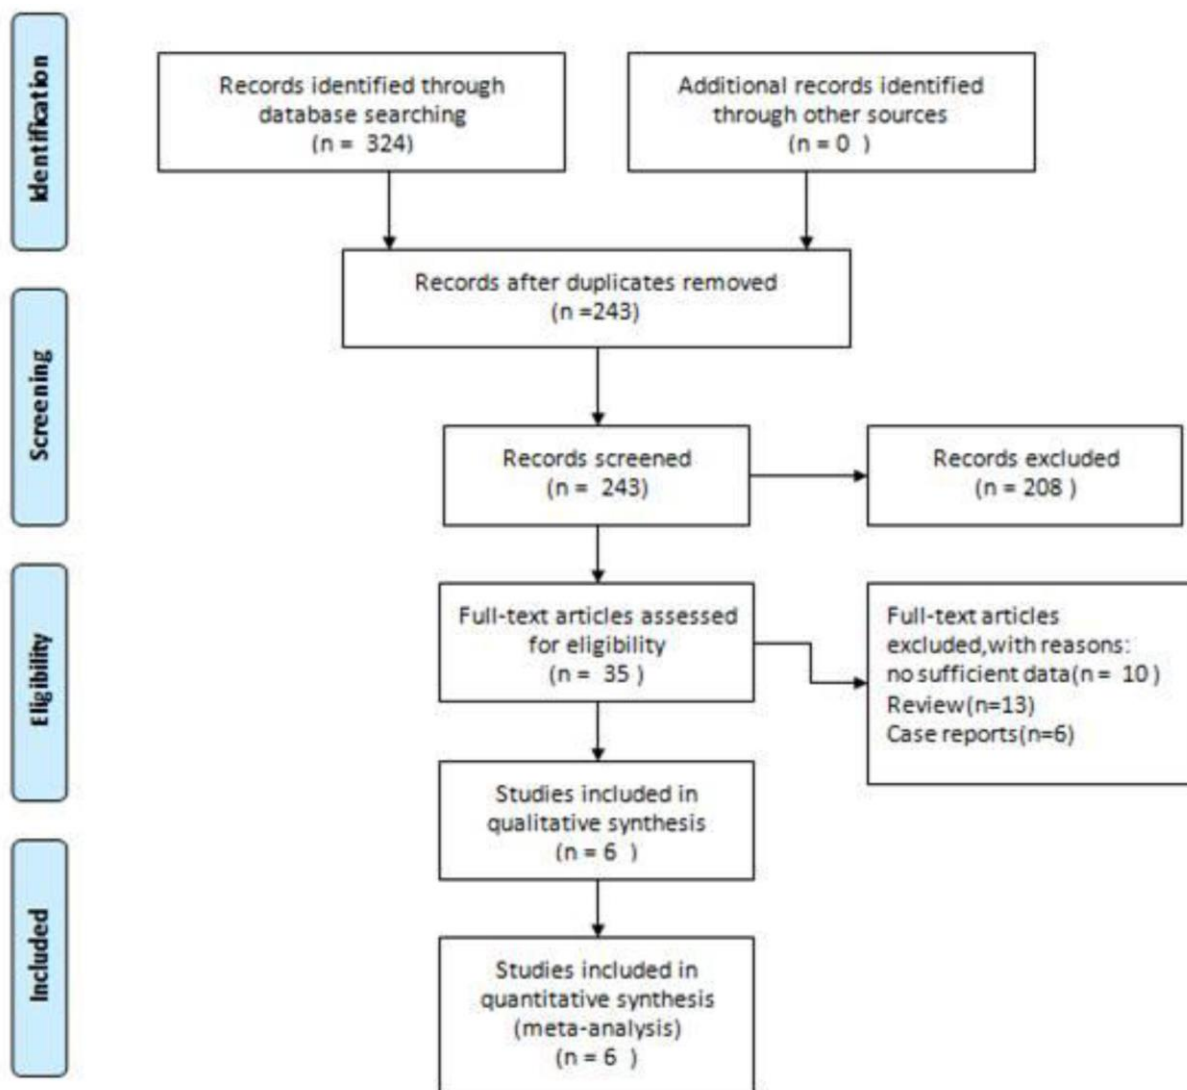 Identification
Records identified through
database searching
(n =  324)
Additional records identified
through other sources
(n = 0  )
Records after duplicates removed
(n =243)
Screening
Records screened
(n =  243)
Records excluded
(n = 208 )
Eligibility
Full-text articles assessed
for eligibility
(n =  35 )
Full-text articles
excluded,with reasons:
no sufficient data(n =  10 )
Review(n=13)
Case reports(n=6)
Studies included in
qualitative synthesis
(n = 6  )
Included
Studies included in
quantitative synthesis
(meta-analysis)
(n = 6  )